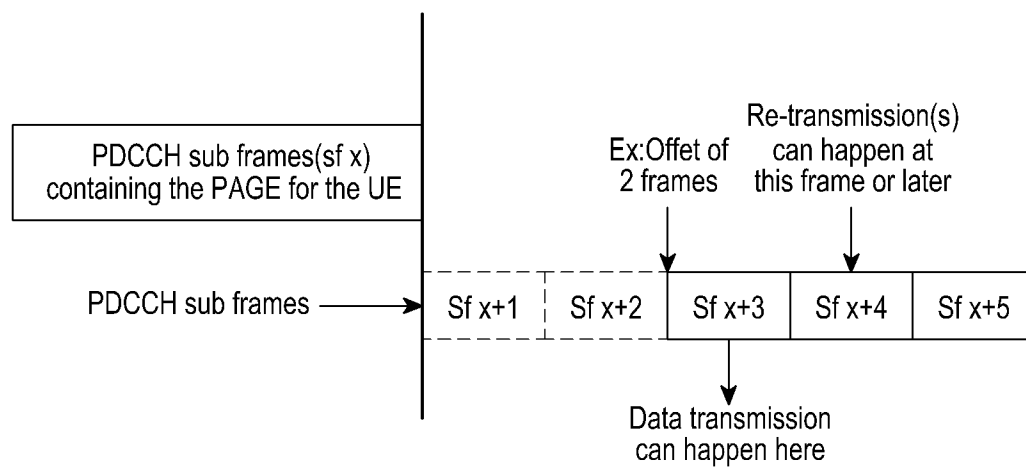 PDCCH sub frames(sf x)
containing the PAGE for the UE
Ex:Offet of
2 frames
Re-transmission(s)
can happen at
this frame or later
PDCCH sub frames
Sf x+1
Sf x+2
Sf x+3
Sf x+4
Sf x+5
Data transmission
can happen here